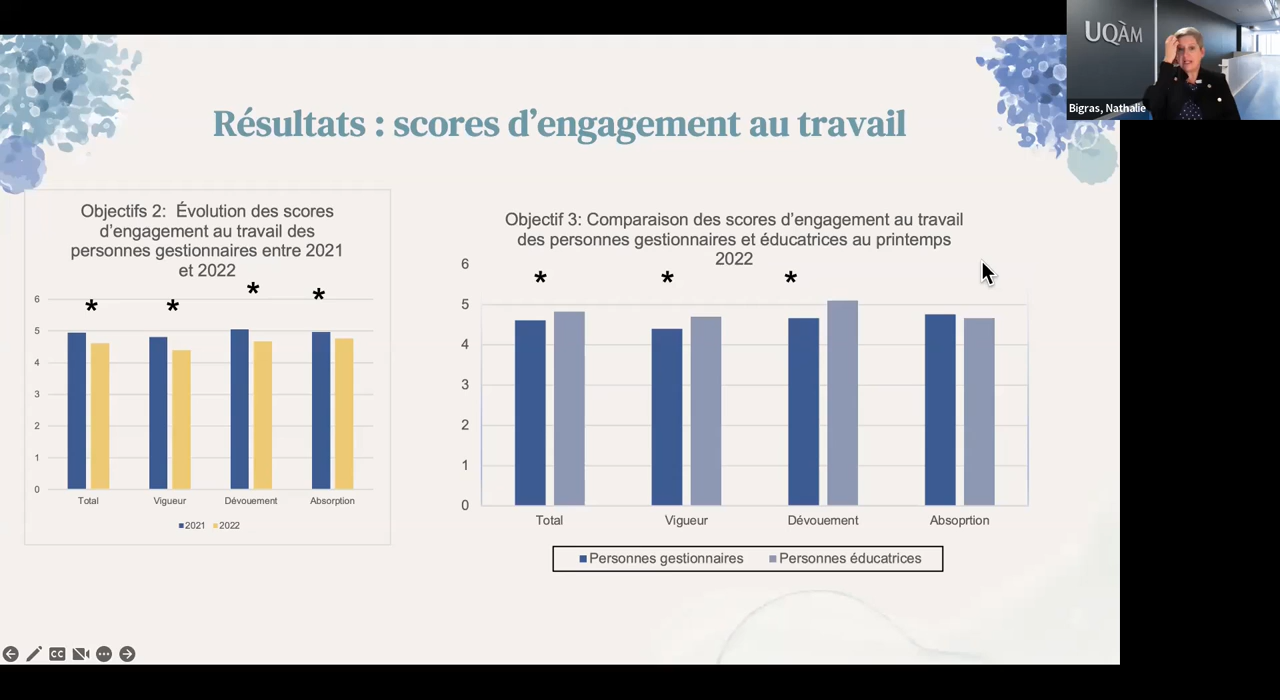 UQÀM
Bigras, Nathalie
Résultats : scores d’engagement au travail
Objectifs 2:  Évolution des scores
d’engagement au travail des
personnes gestionnaires entre 2021
et 2022
6
* * * *
5
4
3
2
1
0
Total Vigueur Dévouement Absorption
2021 2022
Objectif 3: Comparaison des scores d’engagement au travail
des personnes gestionnaires et éducatrices au printemps
2022
6
* * *
5
4
3
2
1
0
Total Vigueur Dévouement Absoprtion
Personnes gestionnaires Personnes éducatrices
CC